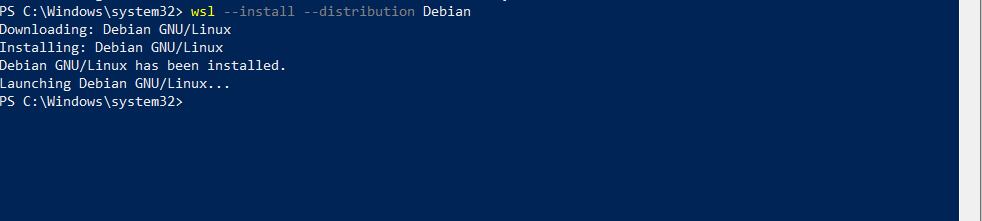 PS C:\Windows\system32> wsl --install --distribution Debian
Downloading: Debian GNU/Linux
Installing: Debian GNU/Linux
Debian GNU/Linux has been installed.
Launching Debian GNU/Linux...
PS C:\Windows\system32>